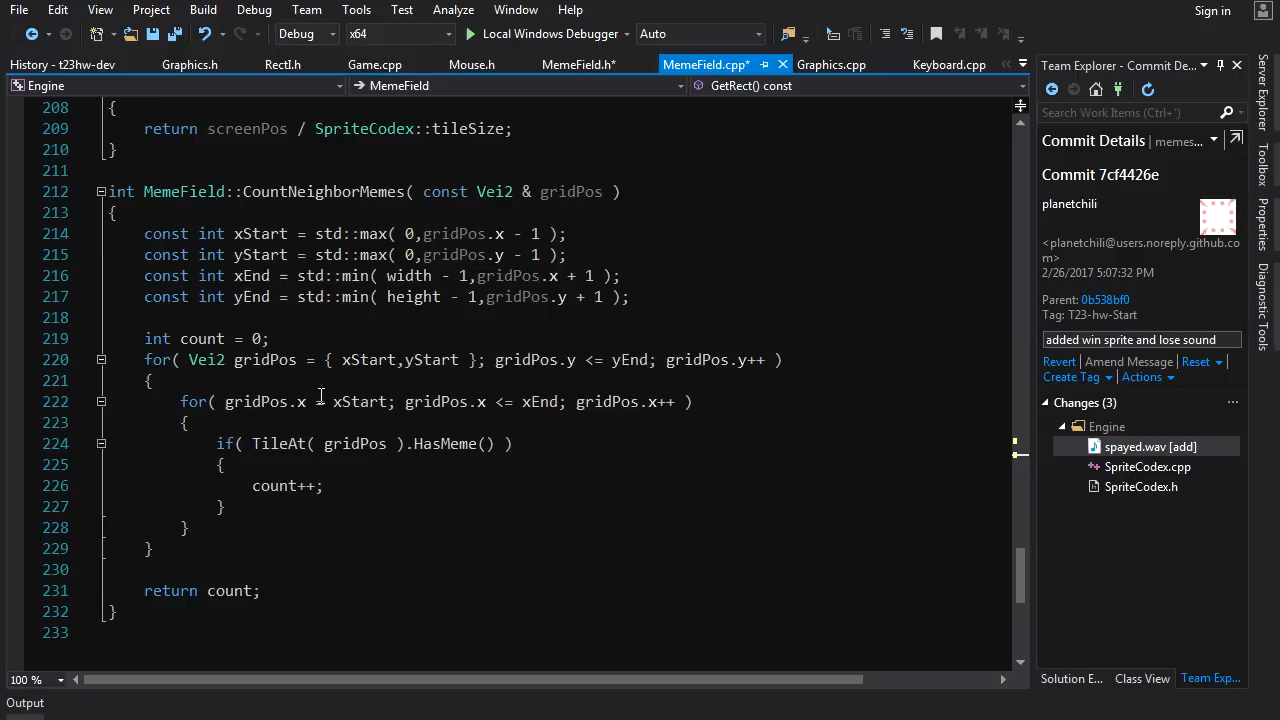 File Edit View Project Build Debug Team Tools Test Analyze Window Help Sign in
Debug x64 Local Windows Debugger Auto
History - t23hw-dev Graphics.h RectI.h Game.cpp Mouse.h MemeField.h* MemeField.cpp* Graphics.cpp Keyboard.cpp
Engine MemeField GetRect() const
208 {
209 return screenPos / SpriteCodex::tileSize;
210 }
211
212 int MemeField::CountNeighborMemes( const Vei2 & gridPos )
213 {
214 const int xStart = std::max( 0,gridPos.x - 1 );
215 const int yStart = std::max( 0,gridPos.y - 1 );
216 const int xEnd = std::min( width - 1,gridPos.x + 1 );
217 const int yEnd = std::min( height - 1,gridPos.y + 1 );
218
219 int count = 0;
220 for( Vei2 gridPos = { xStart,yStart }; gridPos.y <= yEnd; gridPos.y++ )
221 {
222 for( gridPos.x = xStart; gridPos.x <= xEnd; gridPos.x++ )
223 {
224 if( TileAt( gridPos ).HasMeme() )
225 {
226 count++;
227 }
228 }
229 }
230
231 return count;
232 }
233
100 %
Output
Team Explorer - Commit De...
Search Work Items (Ctrl+')
Commit Details | memes...
Commit 7cf4426e
planetchili
<planetchili@users.noreply.github.co
m>
2/26/2017 5:07:32 PM
Parent: 0b538bf0
Tag: T23-hw-Start
added win sprite and lose sound
Revert Amend Message Reset
Create Tag Actions
Changes (3)
Engine
spayed.wav [add]
SpriteCodex.cpp
SpriteCodex.h
Solution E... Class View Team Exp...
Server Explorer
Toolbox
Properties
Diagnostic Tools